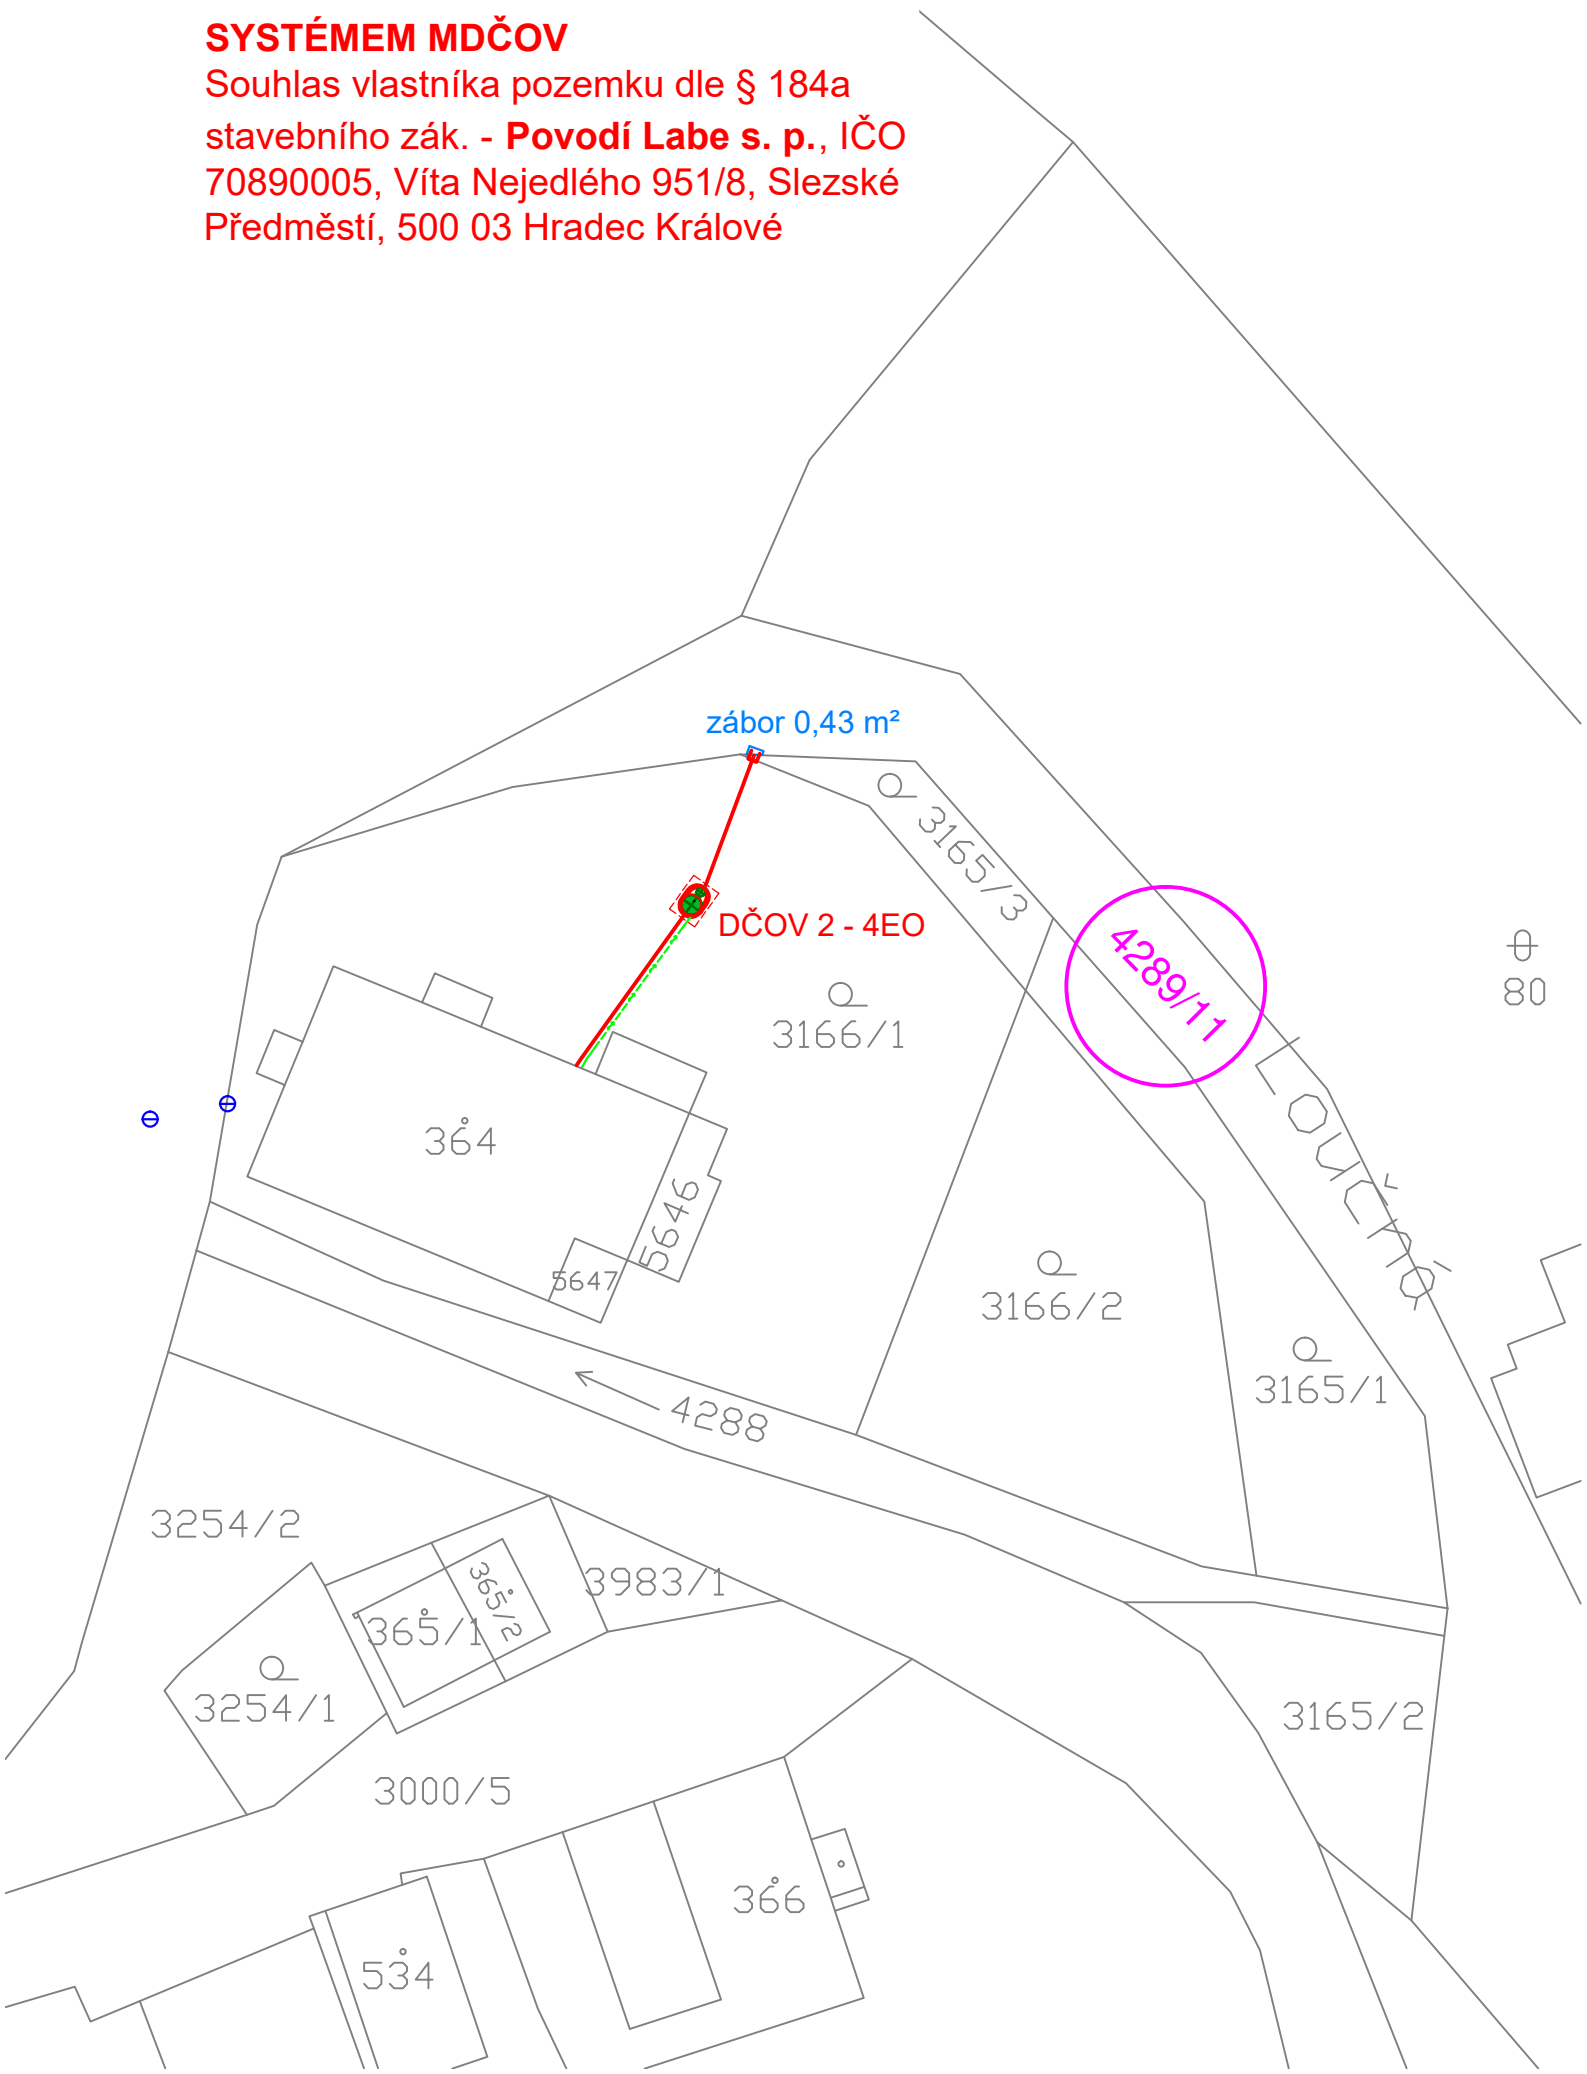 SYSTÉMEM MDČOV
Souhlas vlastníka pozemku dle § 184a
stavebního zák. - Povodí Labe s. p., IČO
70890005, Víta Nejedlého 951/8, Slezské
Předměstí, 500 03 Hradec Králové
zábor 0,43 m²
3165/3
DČOV 2 - 4EO
4289/11
80
3166/1
Loučná
364
5646
5647
3166/2
3165/1
4288
3254/2
3983/1
365/2
365/1
3254/1
3165/2
3000/5
366
534